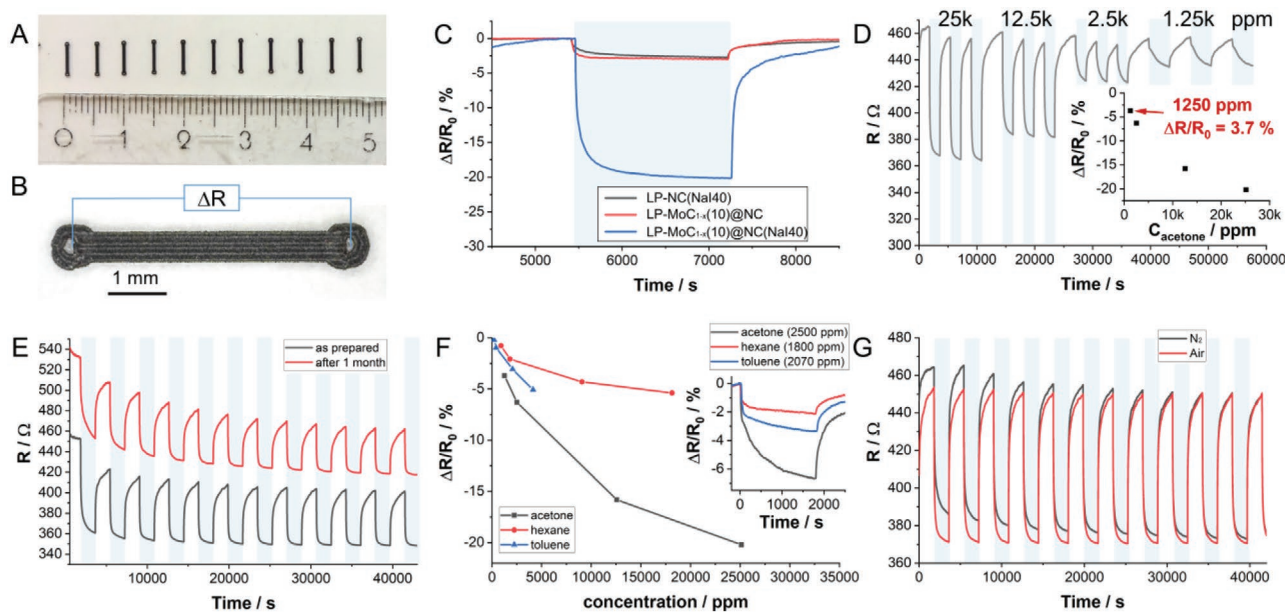 A
0 1 2 3 4 5
B
ΔR
1 mm
C
ΔR/R₀ / %
0
-5
-10
-15
-20
-25
-30
LP-NC(NaI40)
LP-MoC₁₋ₓ(10)@NC
LP-MoC₁₋ₓ(10)@NC(NaI40)
5000 6000 7000 8000
Time / s
D
25k 12.5k 2.5k 1.25k ppm
R / Ω
460
440
420
400
380
360
340
320
300
ΔR/R₀ / %
0
-5
-10
-15
-20
1250 ppm
ΔR/R₀ = 3.7 %
0 10k 20k 30k
C acetone / ppm
0 10000 20000 30000 40000 50000 60000
Time / s
E
as prepared
after 1 month
R / Ω
540
520
500
480
460
440
420
400
380
360
340
10000 20000 30000 40000
Time / s
F
ΔR/R₀ / %
0
-5
-10
-15
-20
acetone (2500 ppm)
hexane (1800 ppm)
toluene (2070 ppm)
ΔR/R₀ / %
0
-2
-4
-6
0 1000 2000
Time / s
acetone
hexane
toluene
0 5000 10000 15000 20000 25000 30000 35000
concentration / ppm
G
N₂
Air
R / Ω
480
460
440
420
400
380
360
0 10000 20000 30000 40000
Time / s